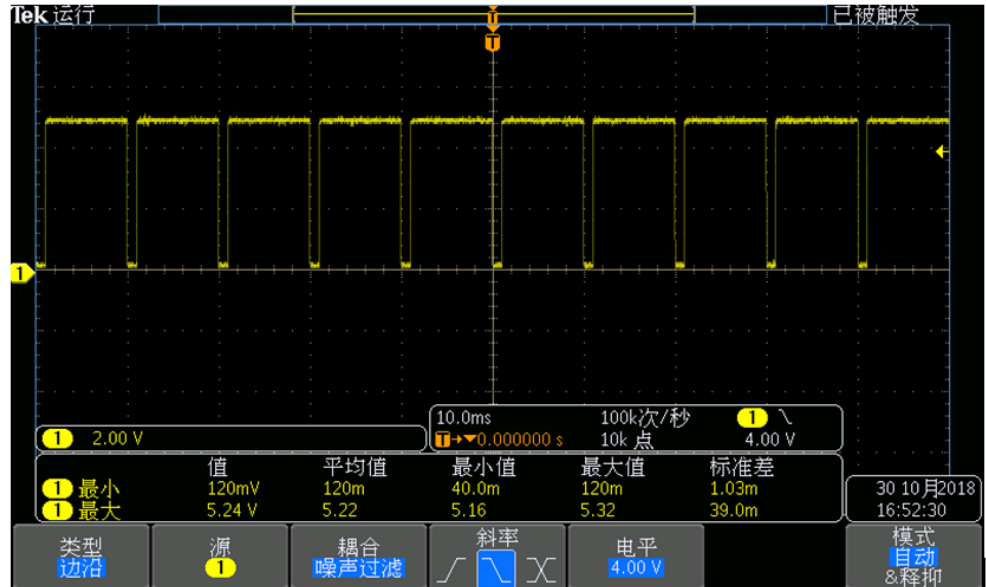 Tek 运行 已被触发
T
T
1
10.0ms 100k次/秒 1 \
1 2.00 V T→▼0.000000 s 10k 点 4.00 V
值 平均值 最小值 最大值 标准差
1 最小 120mV 120m 40.0m 120m 1.03m
1 最大 5.24 V 5.22 5.16 5.32 39.0m
30 10月2018
16:52:30
类型 源 耦合 斜率 电平 模式
边沿 1 噪声过滤 4.00 V 自动
&释抑